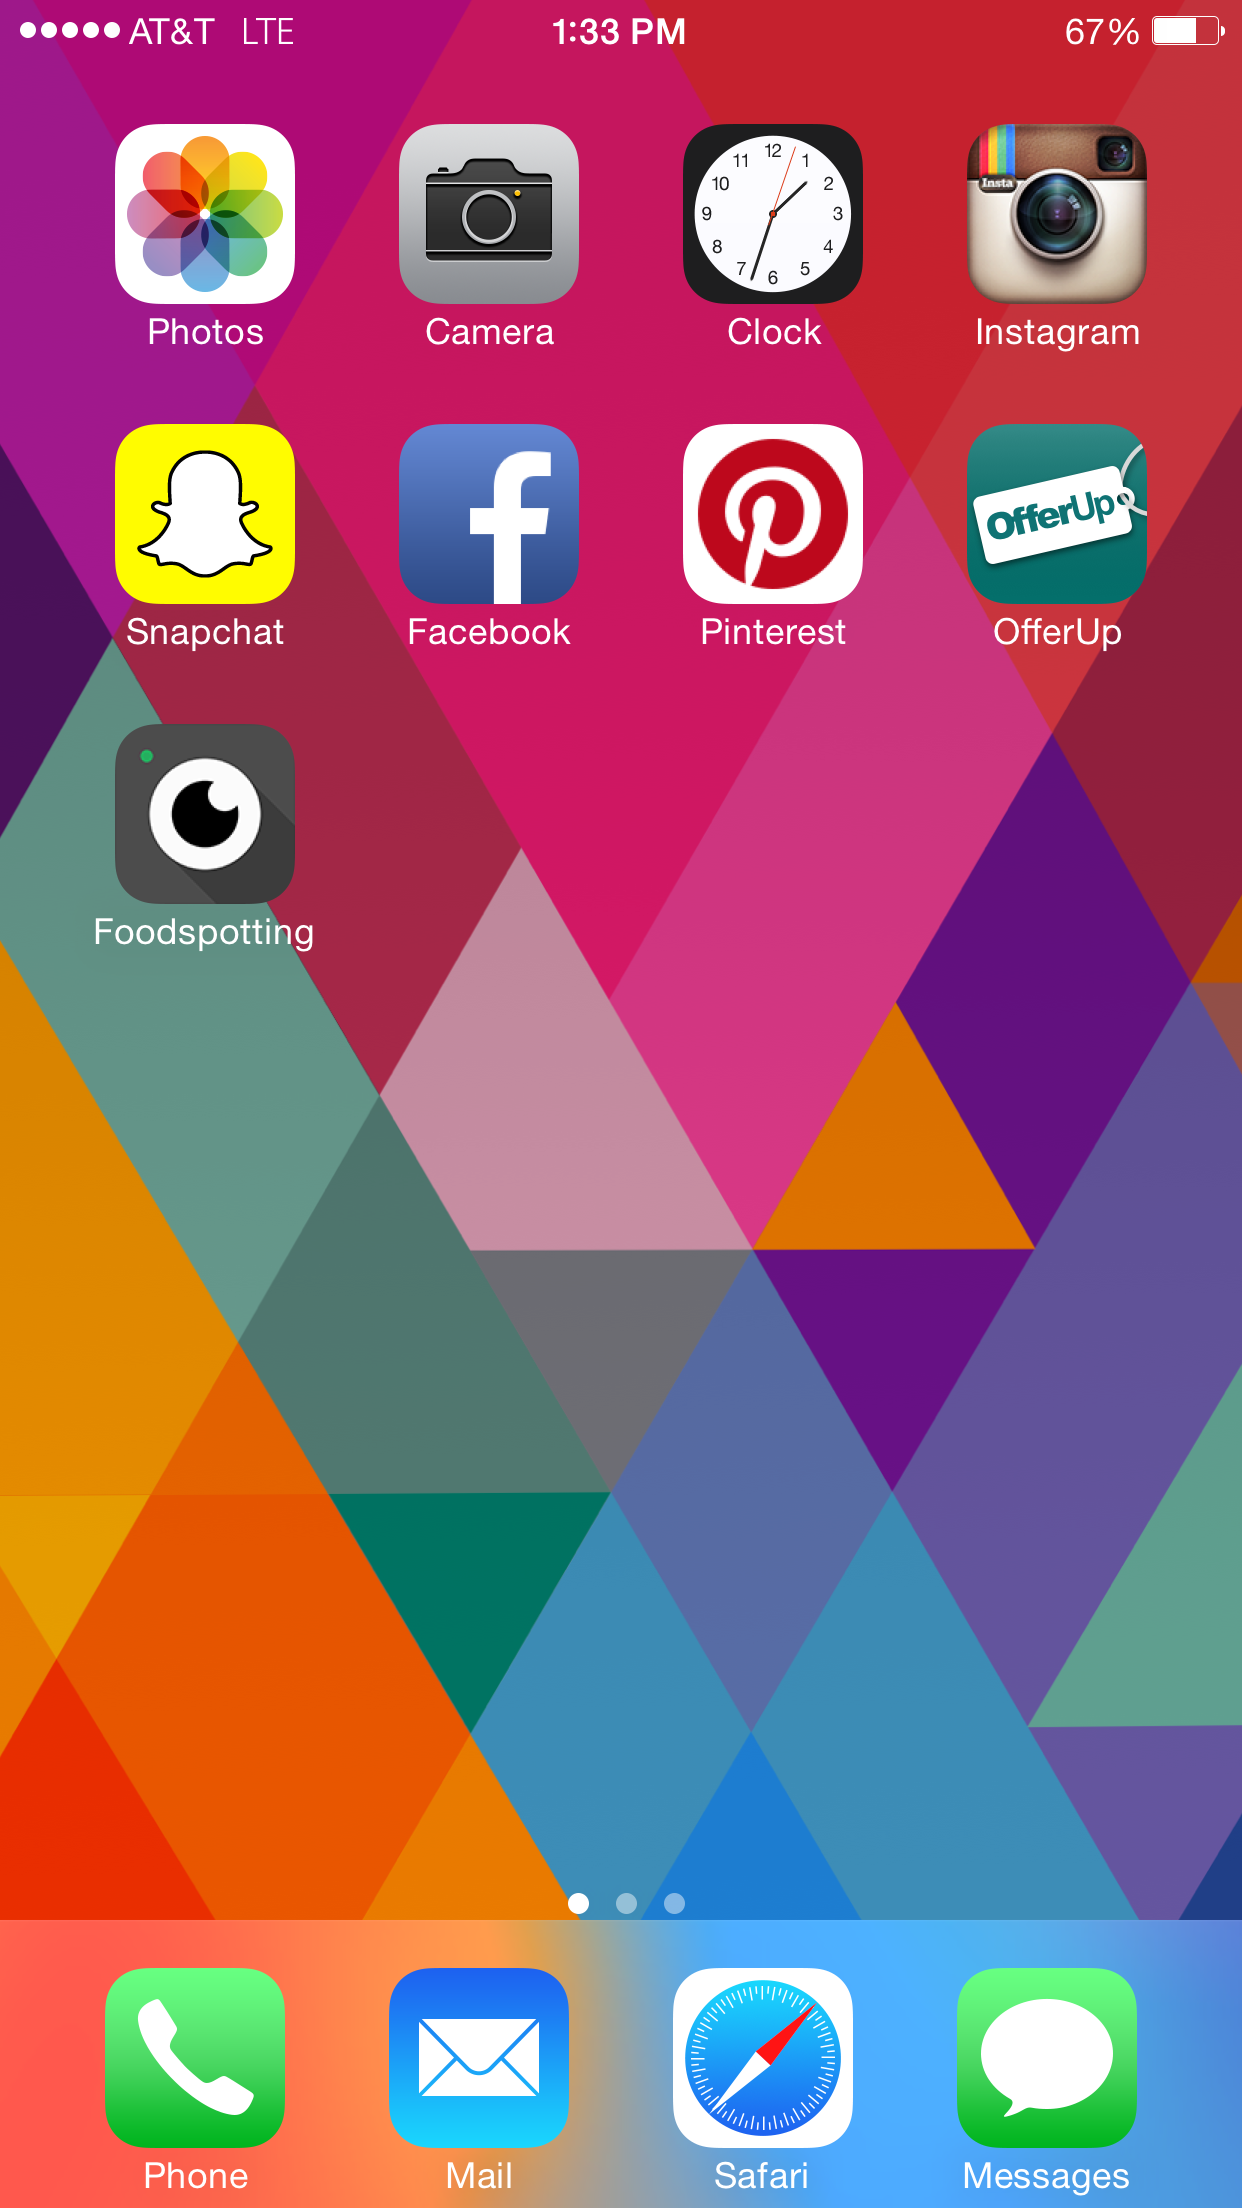 AT&T LTE 1:33 PM 67%
12
11 1
10 2
9 3
8 4
7 5
6
Insta
Photos Camera Clock Instagram
OfferUp
Snapchat Facebook Pinterest OfferUp
Foodspotting
Phone Mail Safari Messages